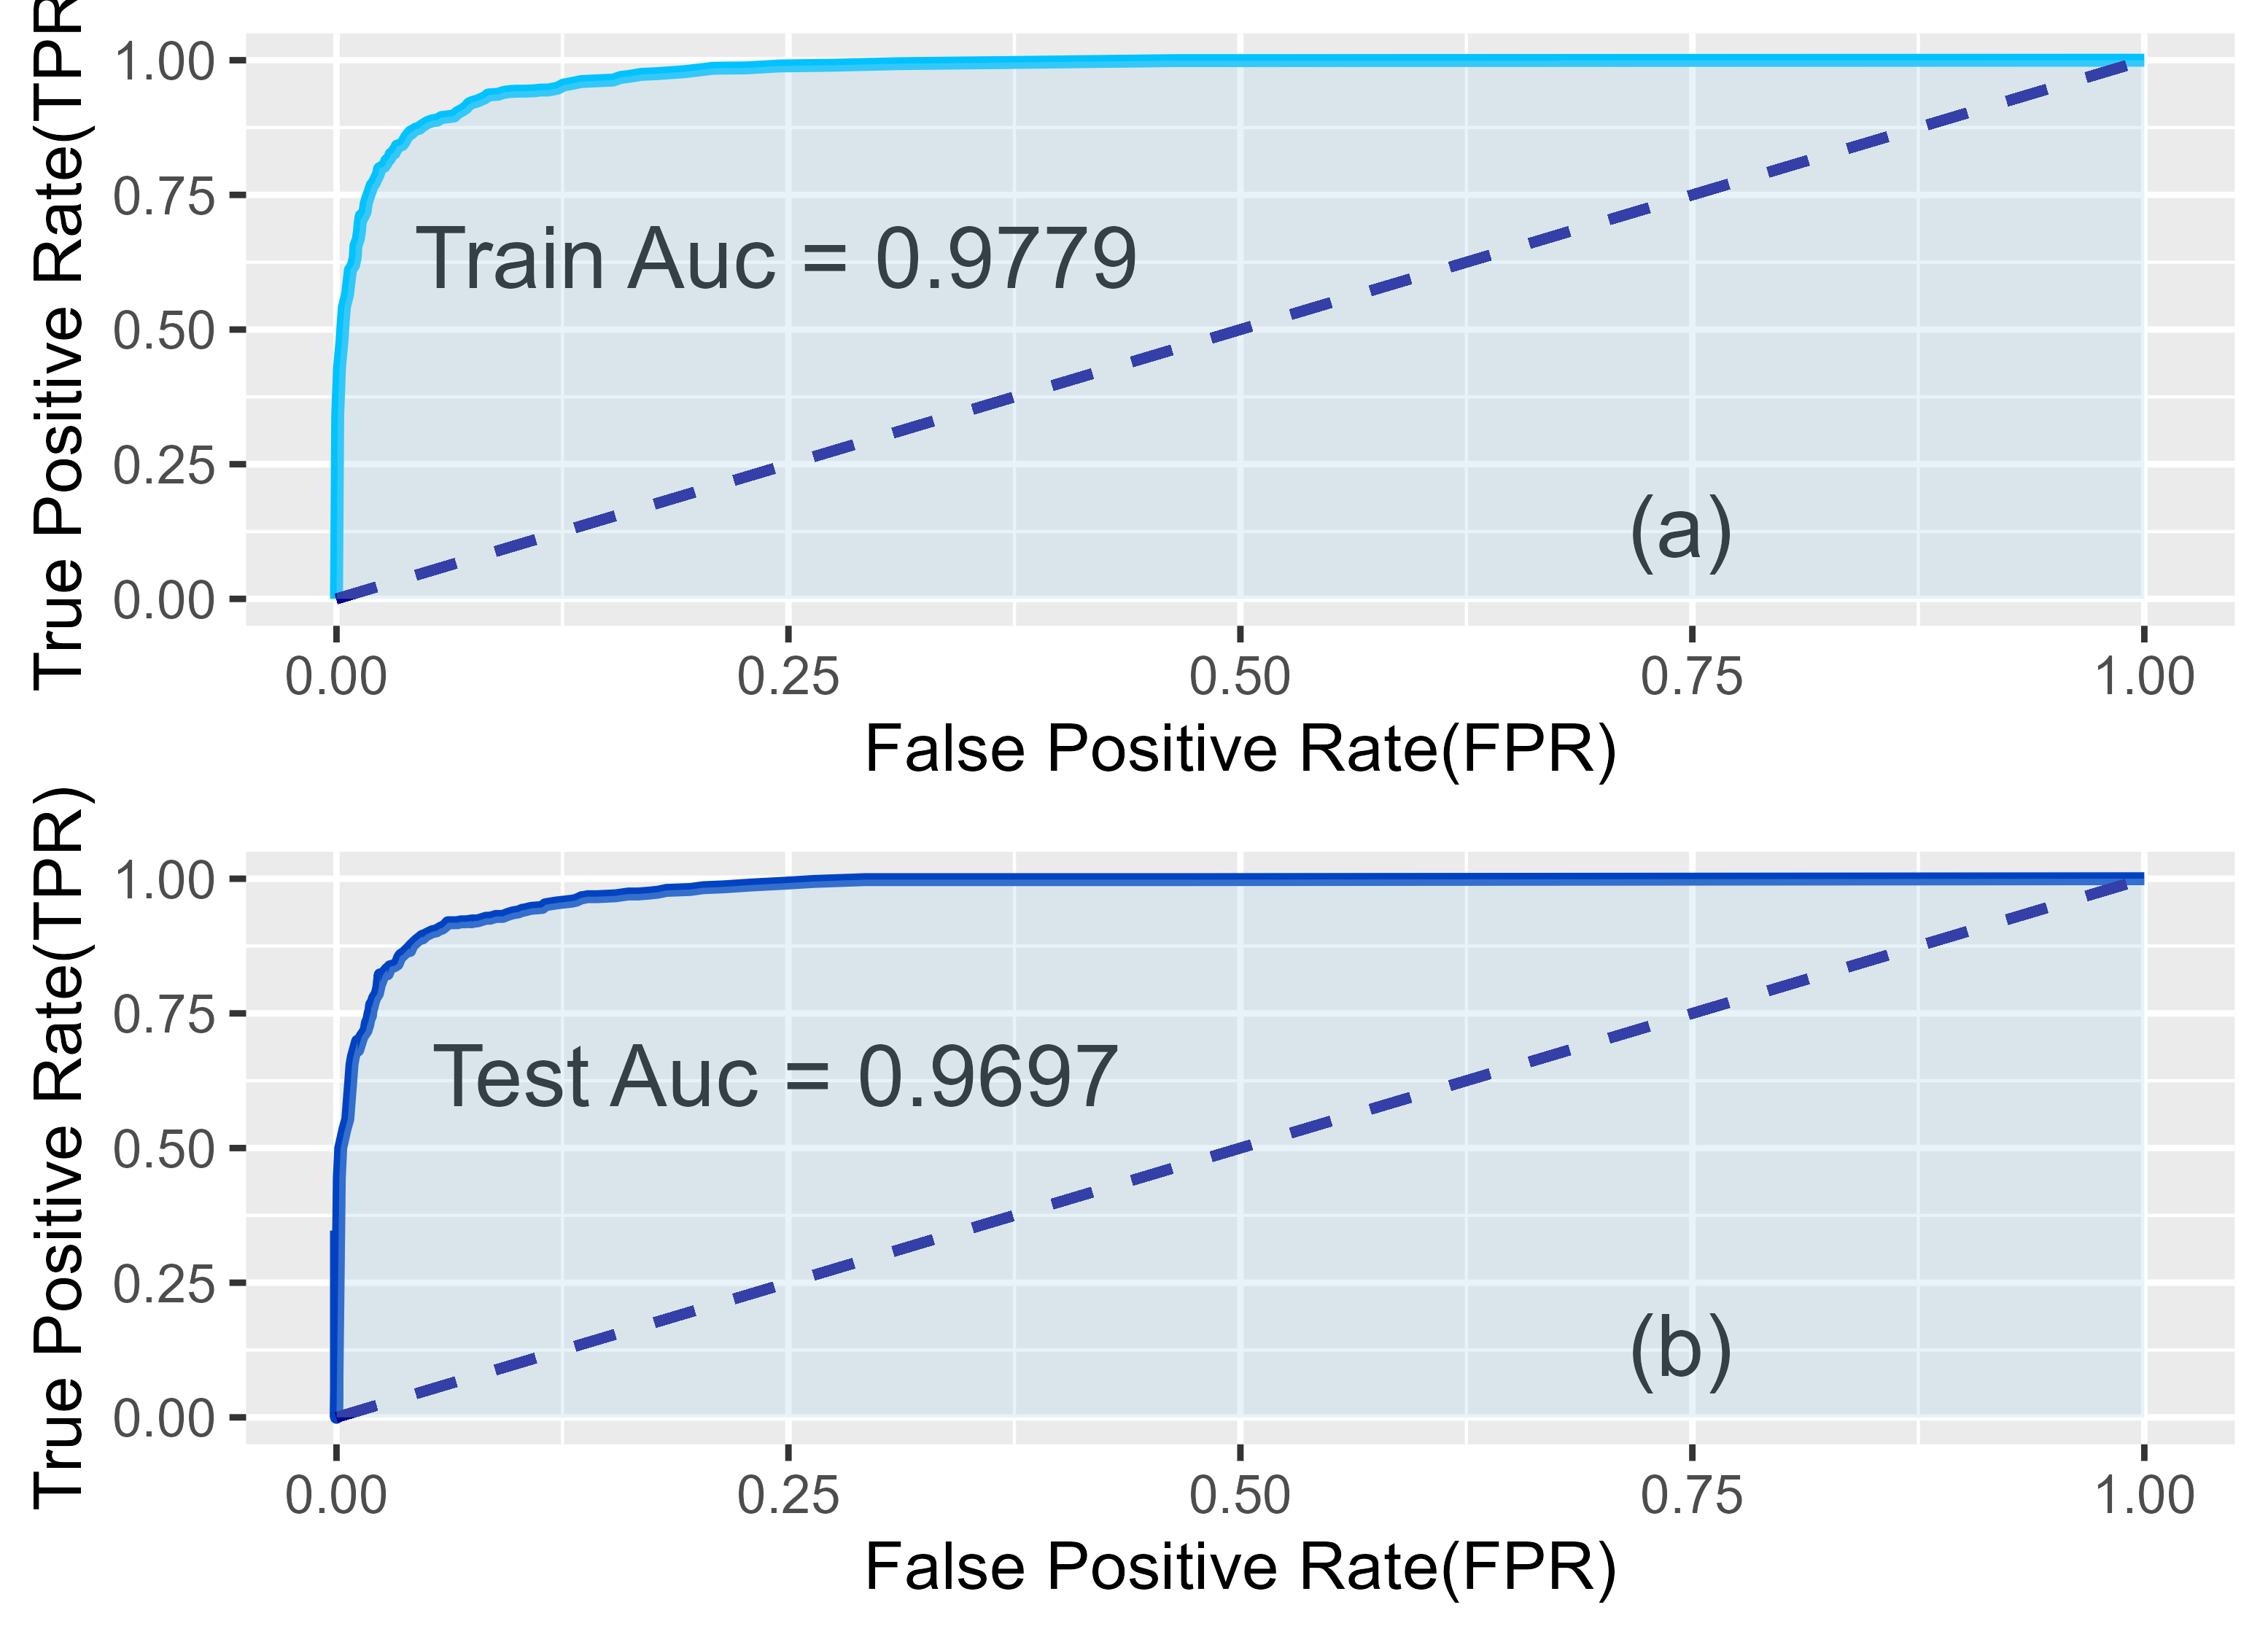 True Positive Rate(TPR
1.00
0.75
0.50
0.25
0.00
Train Auc = 0.9779
(a)
0.00 0.25 0.50 0.75 1.00
False Positive Rate(FPR)
True Positive Rate(TPR)
1.00
0.75
0.50
0.25
0.00
Test Auc = 0.9697
(b)
0.00 0.25 0.50 0.75 1.00
False Positive Rate(FPR)